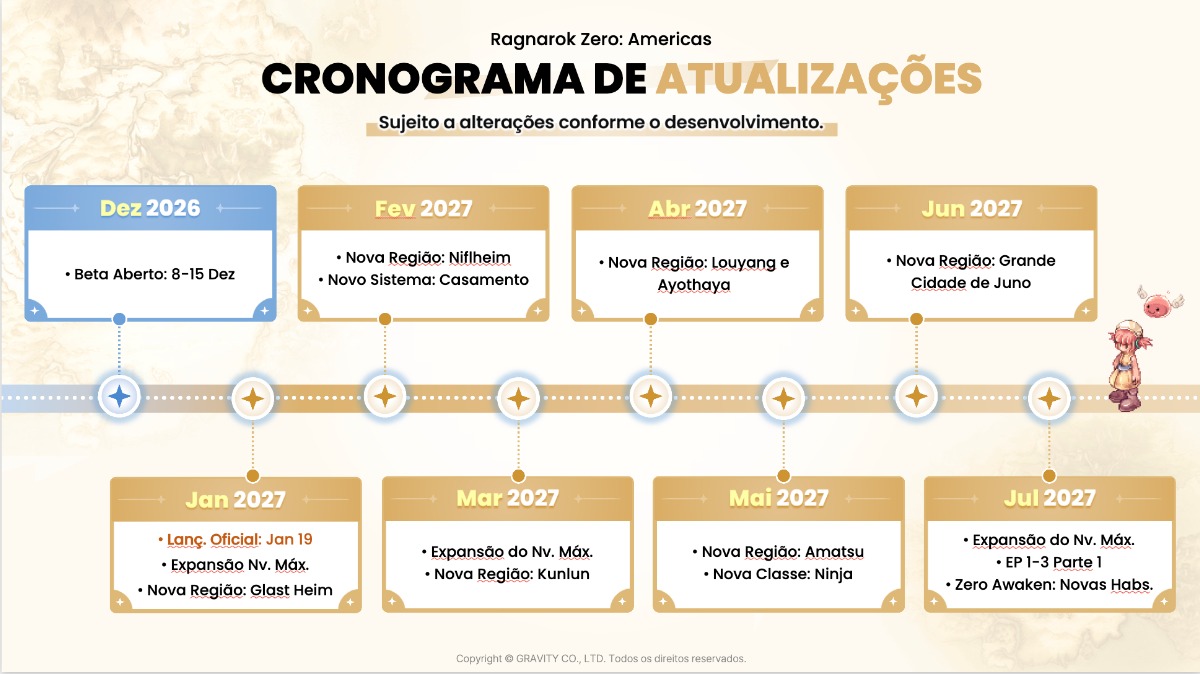 Ragnarok Zero: Americas
CRONOGRAMA DE ATUALIZAÇÕES
Sujeito a alterações conforme o desenvolvimento.
Dez 2026
• Beta Aberto: 8-15 Dez
Fev 2027
• Nova Região: Niflheim
• Novo Sistema: Casamento
Abr 2027
• Nova Região: Louyang e
Ayothaya
Jun 2027
• Nova Região: Grande
Cidade de Juno
Jan 2027
• Lanç. Oficial: Jan 19
• Expansão Nv. Máx.
• Nova Região: Glast Heim
Mar 2027
• Expansão do Nv. Máx.
• Nova Região: Kunlun
Mai 2027
• Nova Região: Amatsu
• Nova Classe: Ninja
Jul 2027
• Expansão do Nv. Máx.
• EP 1-3 Parte 1
• Zero Awaken: Novas Habs.
Copyright © GRAVITY CO., LTD. Todos os direitos reservados.